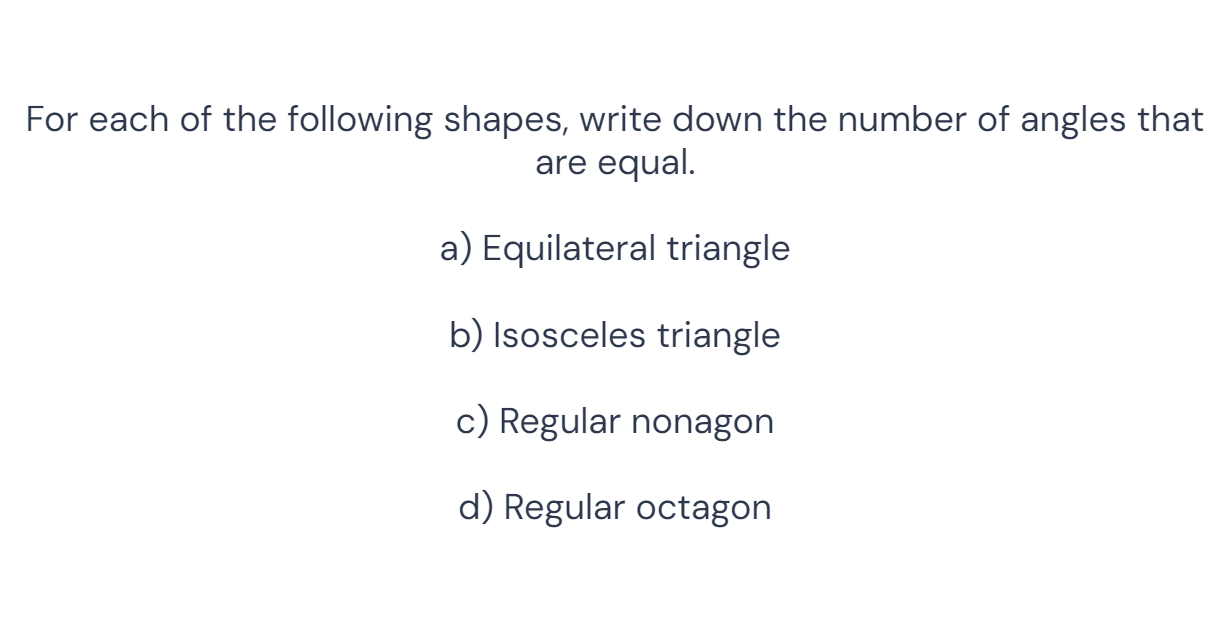 For each of the following shapes, write down the number of angles that
are equal.
a) Equilateral triangle
b) Isosceles triangle
c) Regular nonagon
d) Regular octagon